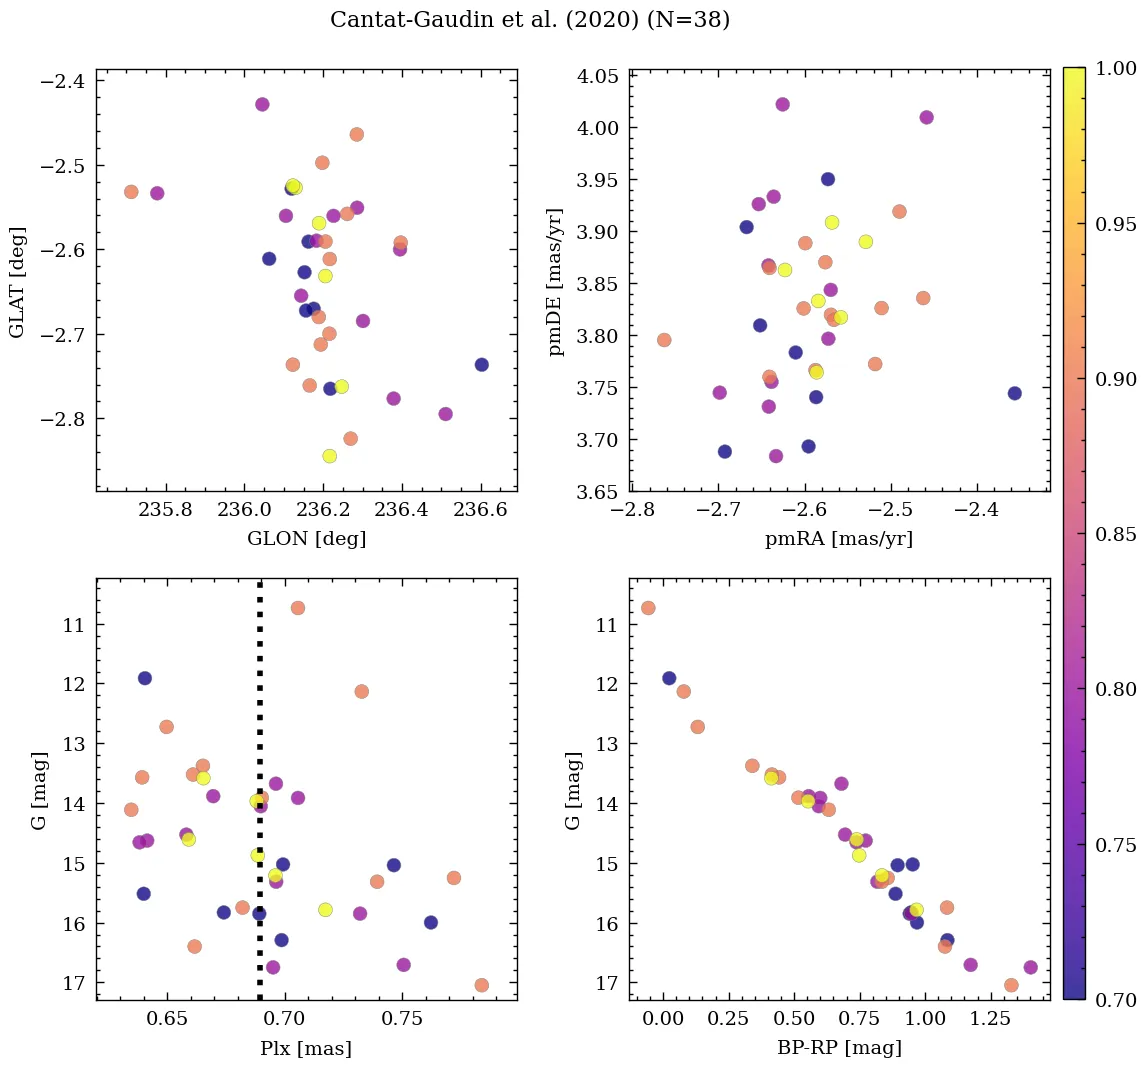 Cantat-Gaudin et al. (2020) (N=38)
−2.4
−2.5
−2.6
−2.7
−2.8
GLAT [deg]
235.8 236.0 236.2 236.4 236.6
GLON [deg]
4.05
4.00
3.95
3.90
3.85
3.80
3.75
3.70
3.65
pmDE [mas/yr]
−2.8 −2.7 −2.6 −2.5 −2.4
pmRA [mas/yr]
11
12
13
14
15
16
17
G [mag]
0.65 0.70 0.75
Plx [mas]
11
12
13
14
15
16
17
G [mag]
0.00 0.25 0.50 0.75 1.00 1.25
BP-RP [mag]
1.00
0.95
0.90
0.85
0.80
0.75
0.70